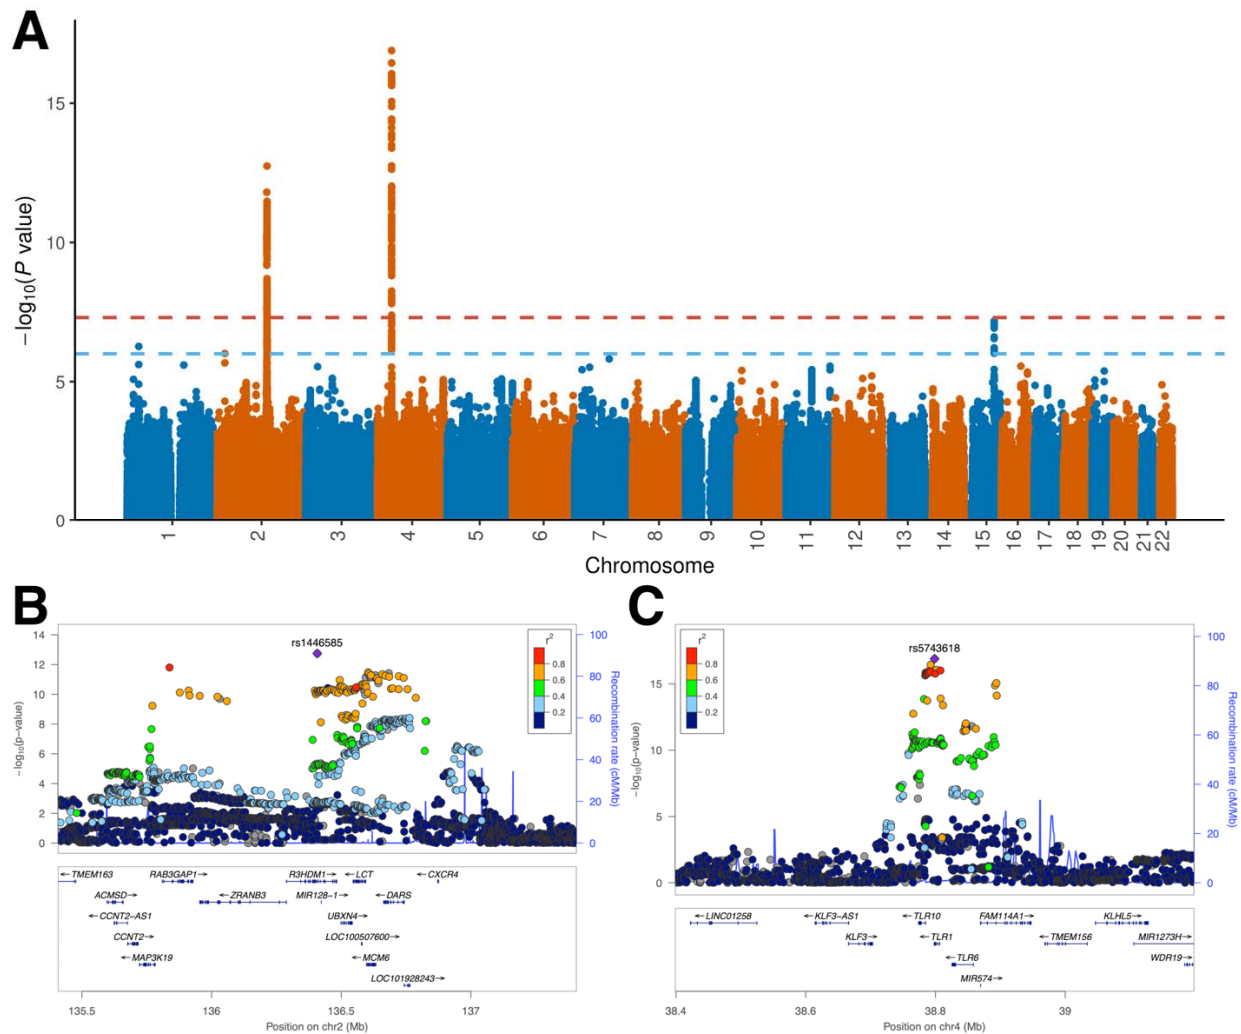 A
−log10(P value)
15
10
5
0
1 2 3 4 5 6 7 8 9 10 11 12 13 14 15 16 17 18 19 20 21 22
Chromosome
B
rs1446585
r2
0.8
0.6
0.4
0.2
14
12
10
8
6
4
2
0
−log10(p−value)
100
80
60
40
20
0
Recombination rate (cM/Mb)
←TMEM163 RAB3GAP1→ R3HDM1→ ←LCT ←CXCR4
ACMSD→ ←ZRANB3 MIR128−1→ ←DARS
←CCNT2−AS1 UBXN4→
CCNT2→ LOC100507600→
←MAP3K19 ←MCM6
LOC101928243→
135.5 136 136.5 137
Position on chr2 (Mb)
C
rs5743618
r2
0.8
0.6
0.4
0.2
15
10
5
0
−log10(p−value)
100
80
60
40
20
0
Recombination rate (cM/Mb)
←LINC01258 ←KLF3−AS1 ←TLR10 FAM114A1→ KLHL5→
KLF3→ ←TLR1 ←TMEM156 MIR1273H→
←TLR6 WDR19→
MIR574→
38.4 38.6 38.8 39
Position on chr4 (Mb)